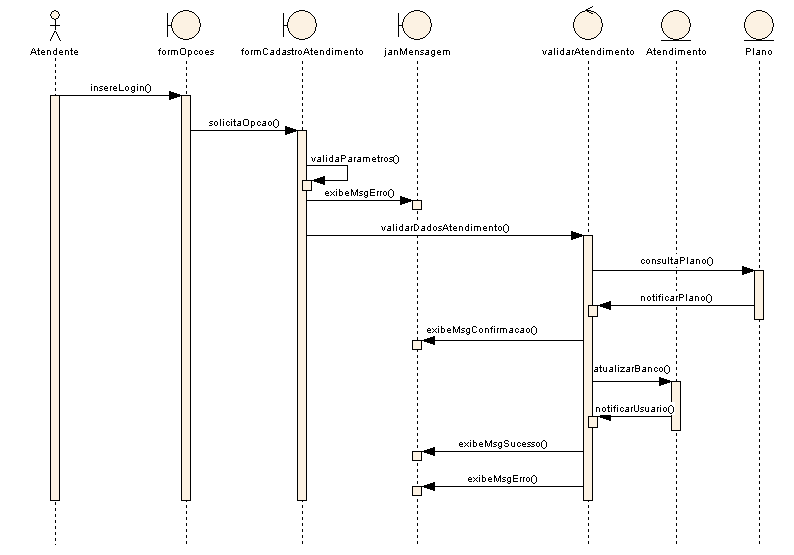 Atendente
formOpcoes
formCadastroAtendimento
janMensagem
validarAtendimento
Atendimento
Plano
insereLogin()
solicitaOpcao()
validaParametros()
exibeMsgErro()
validarDadosAtendimento()
consultaPlano()
notificarPlano()
exibeMsgConfirmacao()
atualizarBanco()
notificarUsuario()
exibeMsgSucesso()
exibeMsgErro()